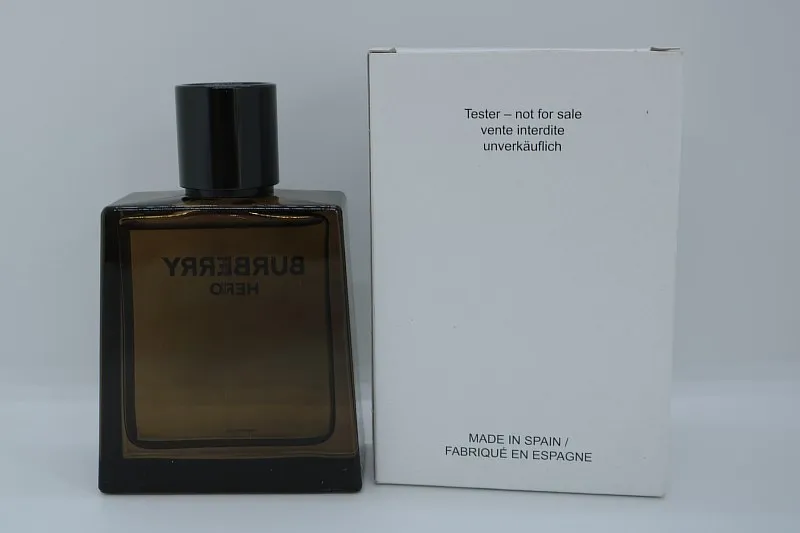 BURBERRY
HERO
Tester – not for sale
vente interdite
unverkäuflich
MADE IN SPAIN /
FABRIQUÉ EN ESPAGNE